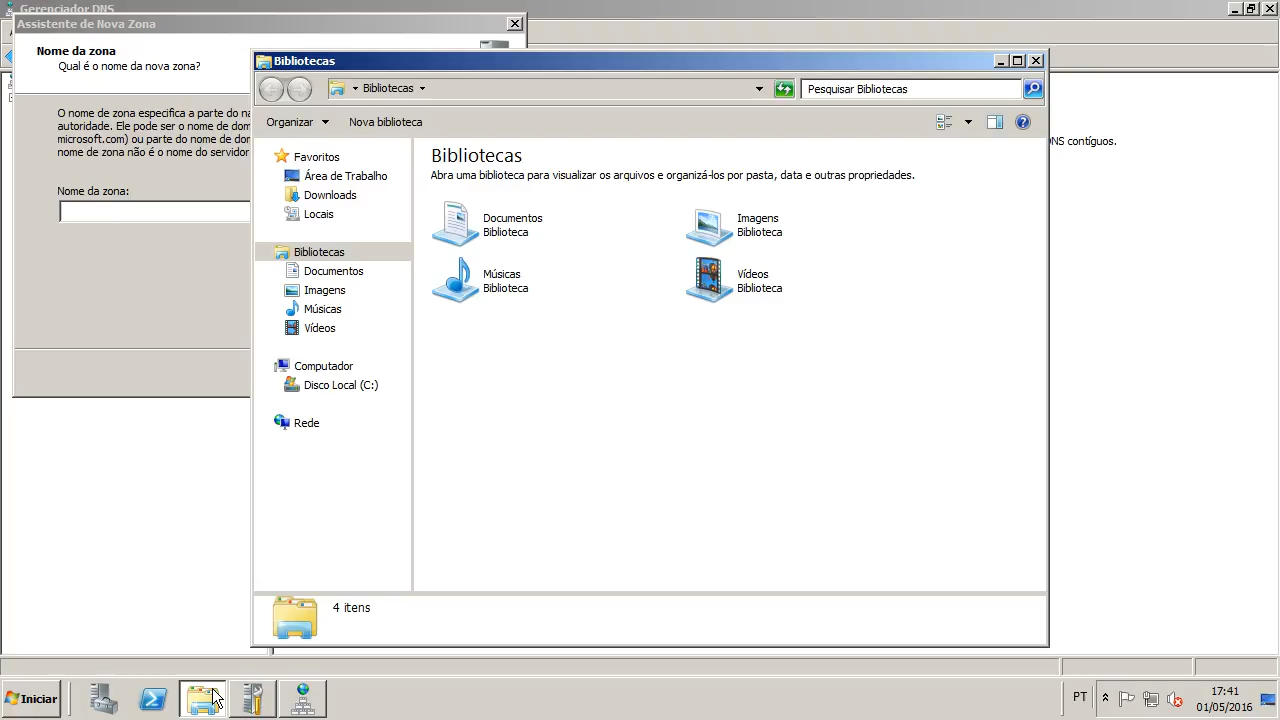 Gerenciador DNS
Assistente de Nova Zona
Nome da zona
Qual é o nome da nova zona?
O nome de zona especifica a parte do
autoridade. Ele pode ser o nome de
microsoft.com) ou parte do nome de
nome de zona não é o nome do servidor
Nome da zona:
DNS contíguos.
Bibliotecas
Bibliotecas
Pesquisar Bibliotecas
Organizar
Nova biblioteca
Favoritos
Área de Trabalho
Downloads
Locais
Bibliotecas
Documentos
Imagens
Músicas
Vídeos
Computador
Disco Local (C:)
Rede
Bibliotecas
Abra uma biblioteca para visualizar os arquivos e organizá-los por pasta, data e outras propriedades.
Documentos
Biblioteca
Imagens
Biblioteca
Músicas
Biblioteca
Vídeos
Biblioteca
4 itens
Iniciar
PT
17:41
01/05/2016